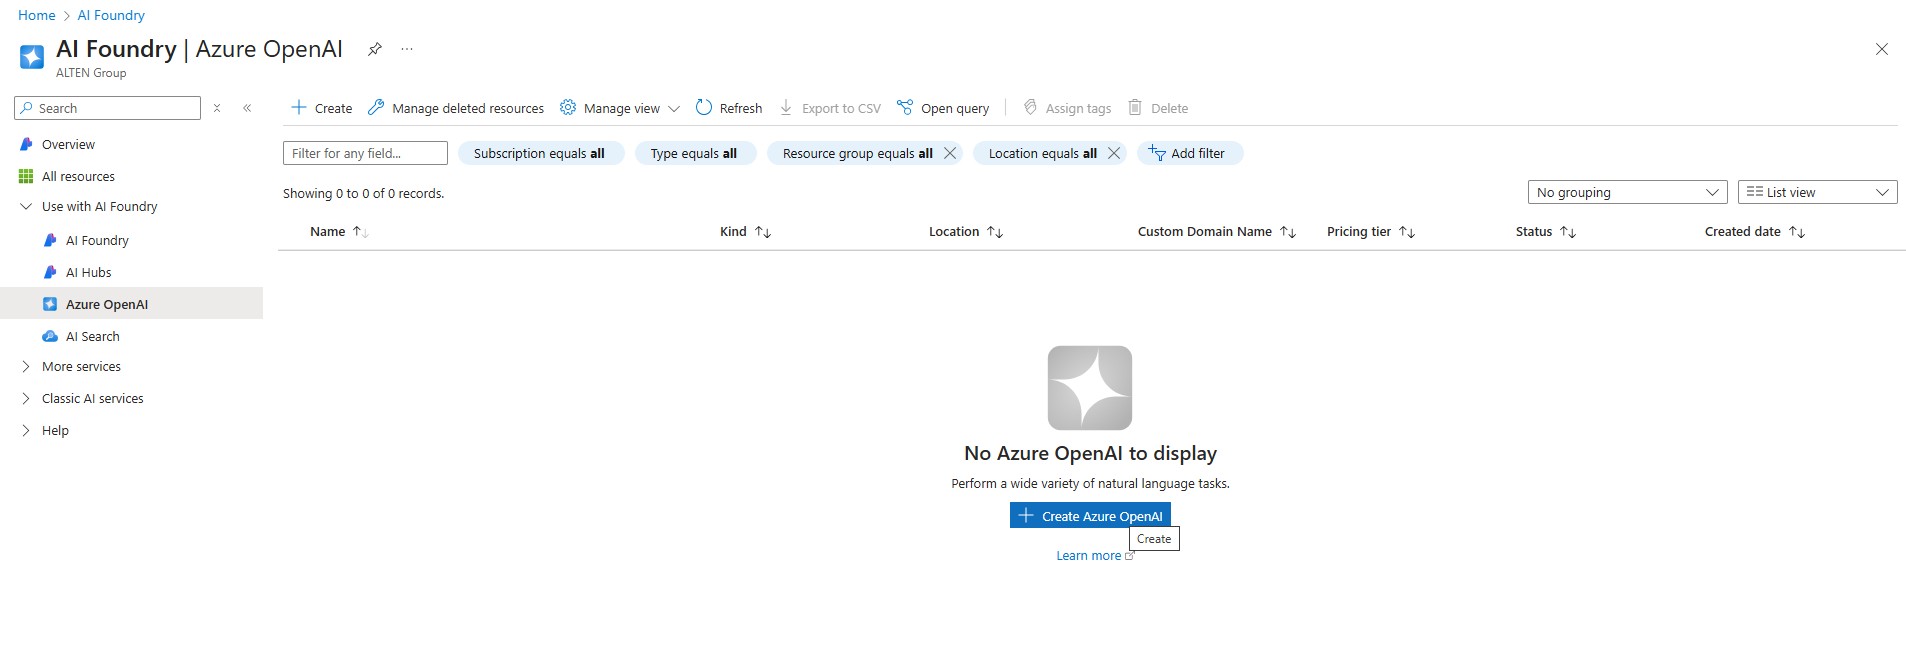 Home > AI Foundry
AI Foundry | Azure OpenAI ...
ALTEN Group
Search
Overview
All resources
Use with AI Foundry
AI Foundry
AI Hubs
Azure OpenAI
AI Search
More services
Classic AI services
Help
Create Manage deleted resources Manage view Refresh Export to CSV Open query Assign tags Delete
Filter for any field... Subscription equals all Type equals all Resource group equals all Location equals all Add filter
Showing 0 to 0 of 0 records. No grouping List view
Name Kind Location Custom Domain Name Pricing tier Status Created date
No Azure OpenAI to display
Perform a wide variety of natural language tasks.
Create Azure OpenAI
Create
Learn more